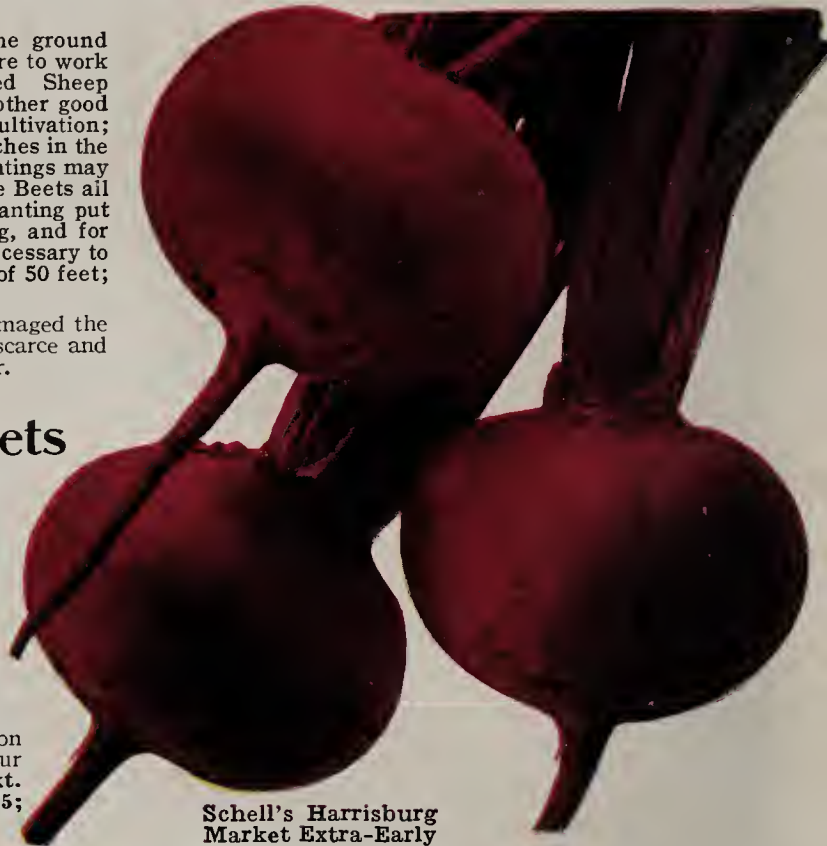 ne ground
re to work
ed Sheep
other good
ultivation;
ches in the
ntings may
e Beets all
anting put
g, and for
cessary to
of 50 feet;
maged the
scarce and
r.
ets
on
ur
kt.
5;
Schell's Harrisburg
Market Extra-Early